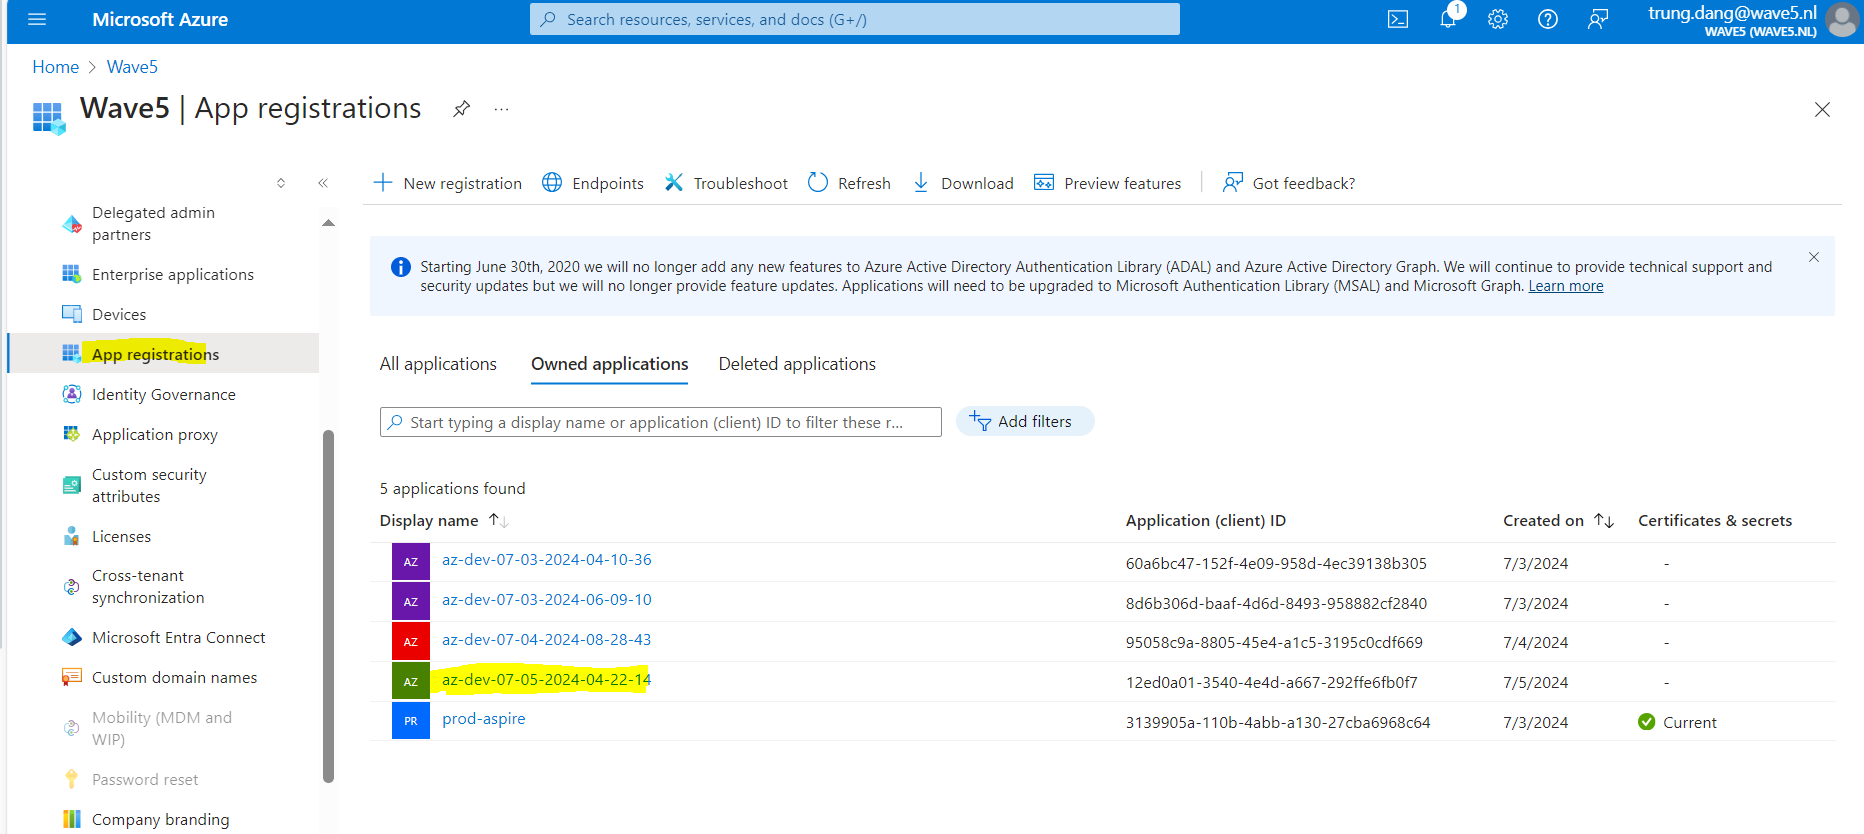 Microsoft Azure
Search resources, services, and docs (G+/)
1
trung.dang@wave5.nl
WAVE5 (WAVE5.NL)
Home > Wave5
Wave5 | App registrations
...
New registration
Endpoints
Troubleshoot
Refresh
Download
Preview features
Got feedback?
Delegated admin
partners
Enterprise applications
Devices
App registrations
Identity Governance
Application proxy
Custom security
attributes
Licenses
Cross-tenant
synchronization
Microsoft Entra Connect
Custom domain names
Mobility (MDM and
WIP)
Password reset
Company branding
Starting June 30th, 2020 we will no longer add any new features to Azure Active Directory Authentication Library (ADAL) and Azure Active Directory Graph. We will continue to provide technical support and
security updates but we will no longer provide feature updates. Applications will need to be upgraded to Microsoft Authentication Library (MSAL) and Microsoft Graph. Learn more
All applications
Owned applications
Deleted applications
Start typing a display name or application (client) ID to filter these r...
Add filters
5 applications found
Display name Application (client) ID Created on Certificates & secrets
AZ az-dev-07-03-2024-04-10-36 60a6bc47-152f-4e09-958d-4ec39138b305 7/3/2024 -
AZ az-dev-07-03-2024-06-09-10 8d6b306d-baaf-4d6d-8493-958882cf2840 7/3/2024 -
AZ az-dev-07-04-2024-08-28-43 95058c9a-8805-45e4-a1c5-3195c0cdf669 7/4/2024 -
AZ az-dev-07-05-2024-04-22-14 12ed0a01-3540-4e4d-a667-292ffe6fb0f7 7/5/2024 -
PR prod-aspire 3139905a-110b-4abb-a130-27cba6968c64 7/3/2024 Current